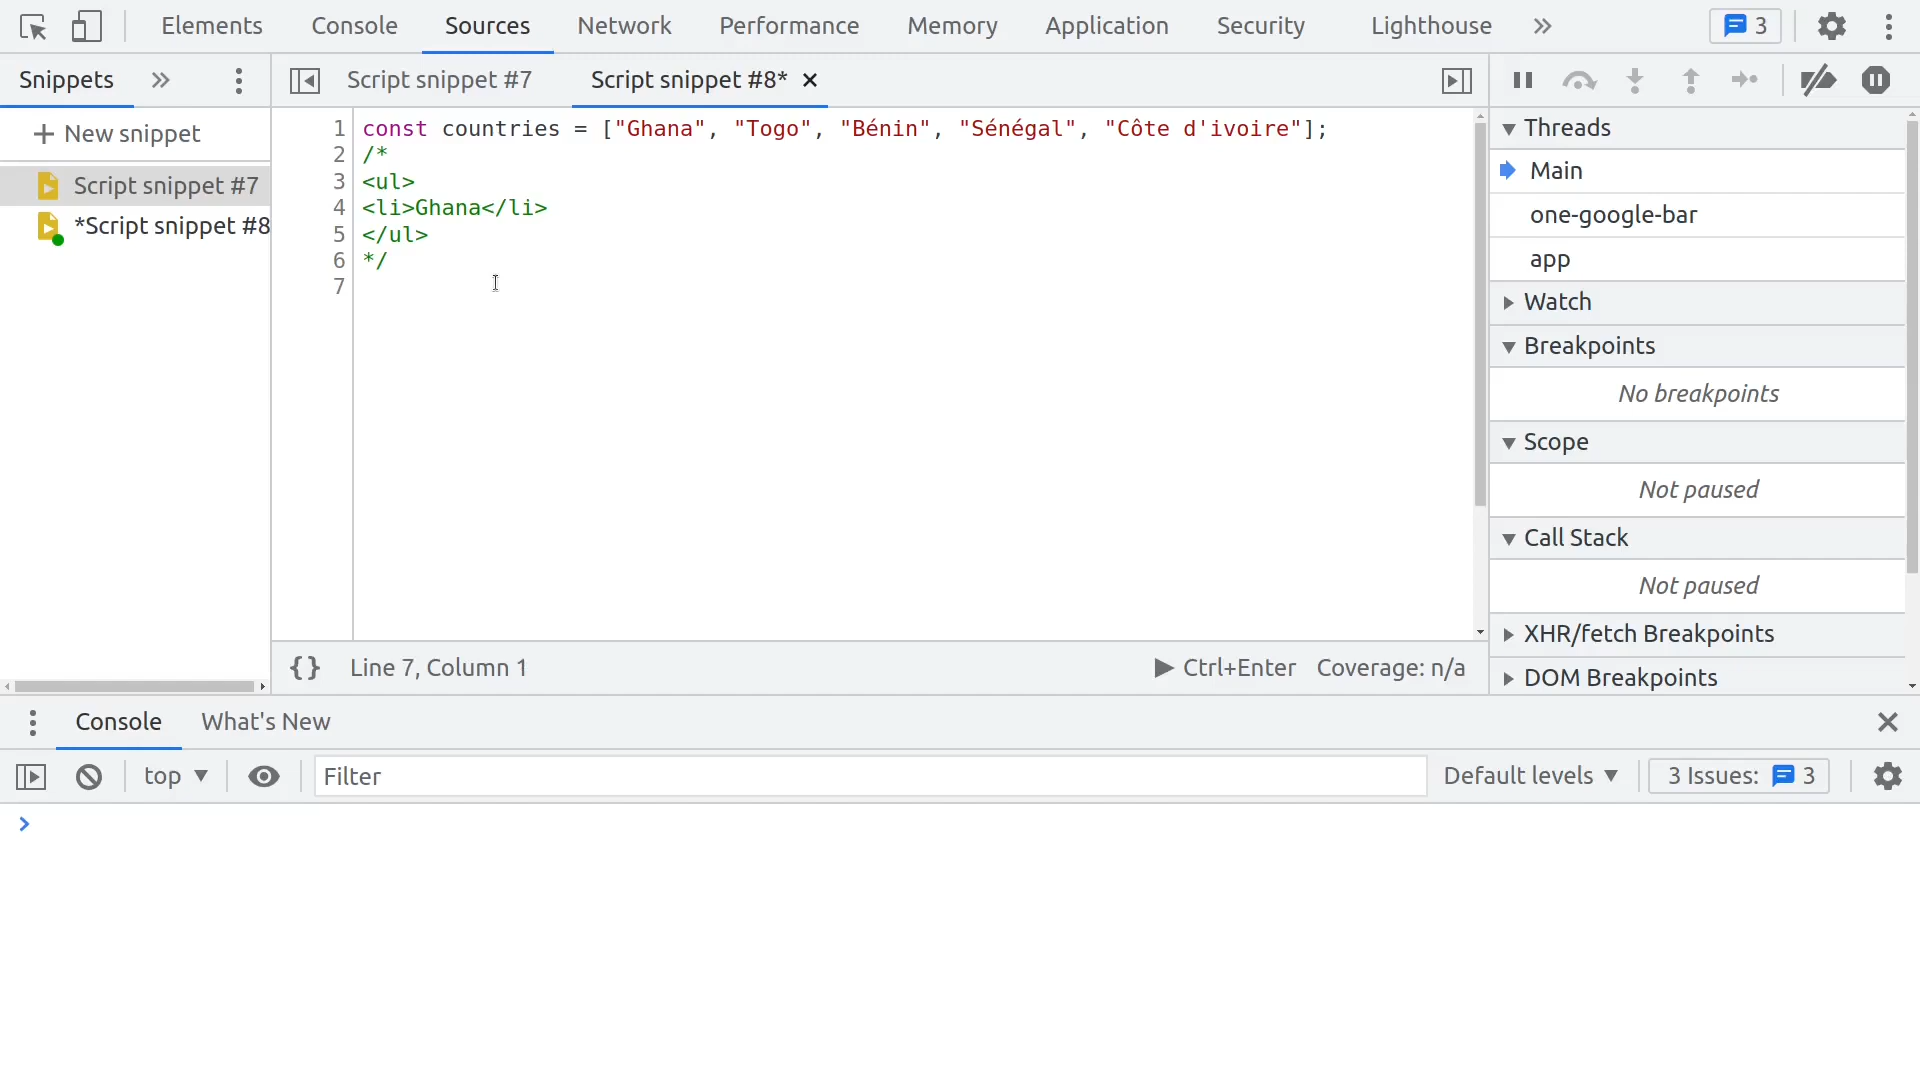 Elements Console Sources Network Performance Memory Application Security Lighthouse 3
Snippets Script snippet #7 Script snippet #8*
New snippet
Script snippet #7
*Script snippet #8
1 const countries = ["Ghana", "Togo", "Bénin", "Sénégal", "Côte d'ivoire"];
2 /*
3 <ul>
4 <li>Ghana</li>
5 </ul>
6 */
7
{} Line 7, Column 1 Ctrl+Enter Coverage: n/a
Threads
Main
one-google-bar
app
Watch
Breakpoints
No breakpoints
Scope
Not paused
Call Stack
Not paused
XHR/fetch Breakpoints
DOM Breakpoints
Console What's New
top Filter Default levels 3 Issues: 3